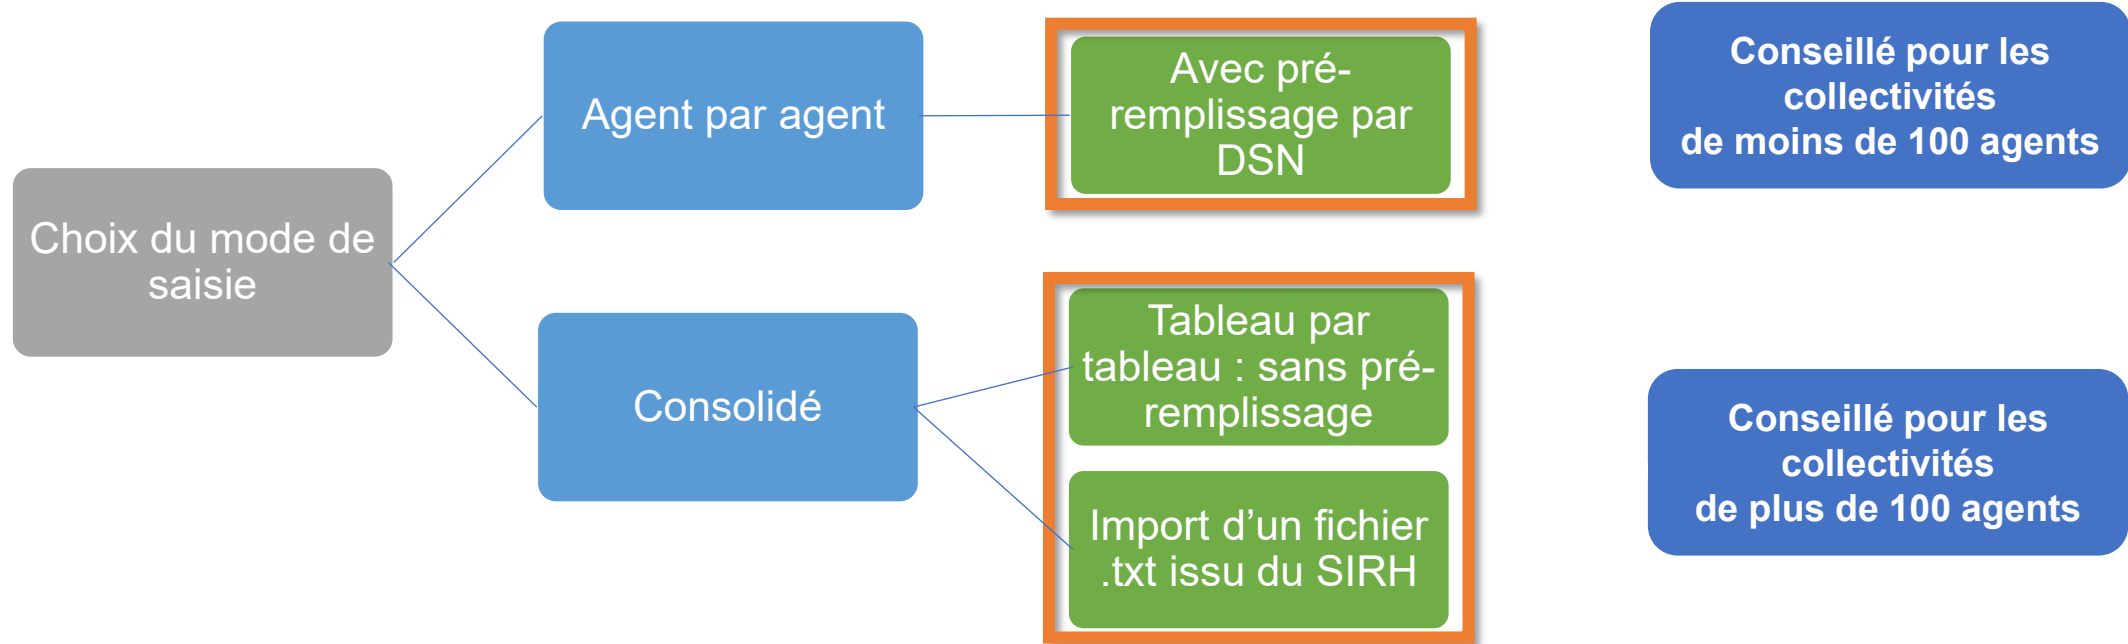 Choix du mode de
saisie
Agent par agent
Avec pré-
remplissage par
DSN
Conseillé pour les
collectivités
de moins de 100 agents
Consolidé
Tableau par
tableau : sans pré-
remplissage
Import d’un fichier
.txt issu du SIRH
Conseillé pour les
collectivités
de plus de 100 agents